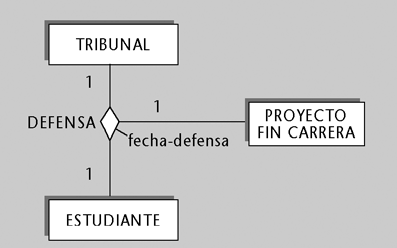 TRIBUNAL
1
1
DEFENSA
PROYECTO
FIN CARRERA
fecha-defensa
1
ESTUDIANTE